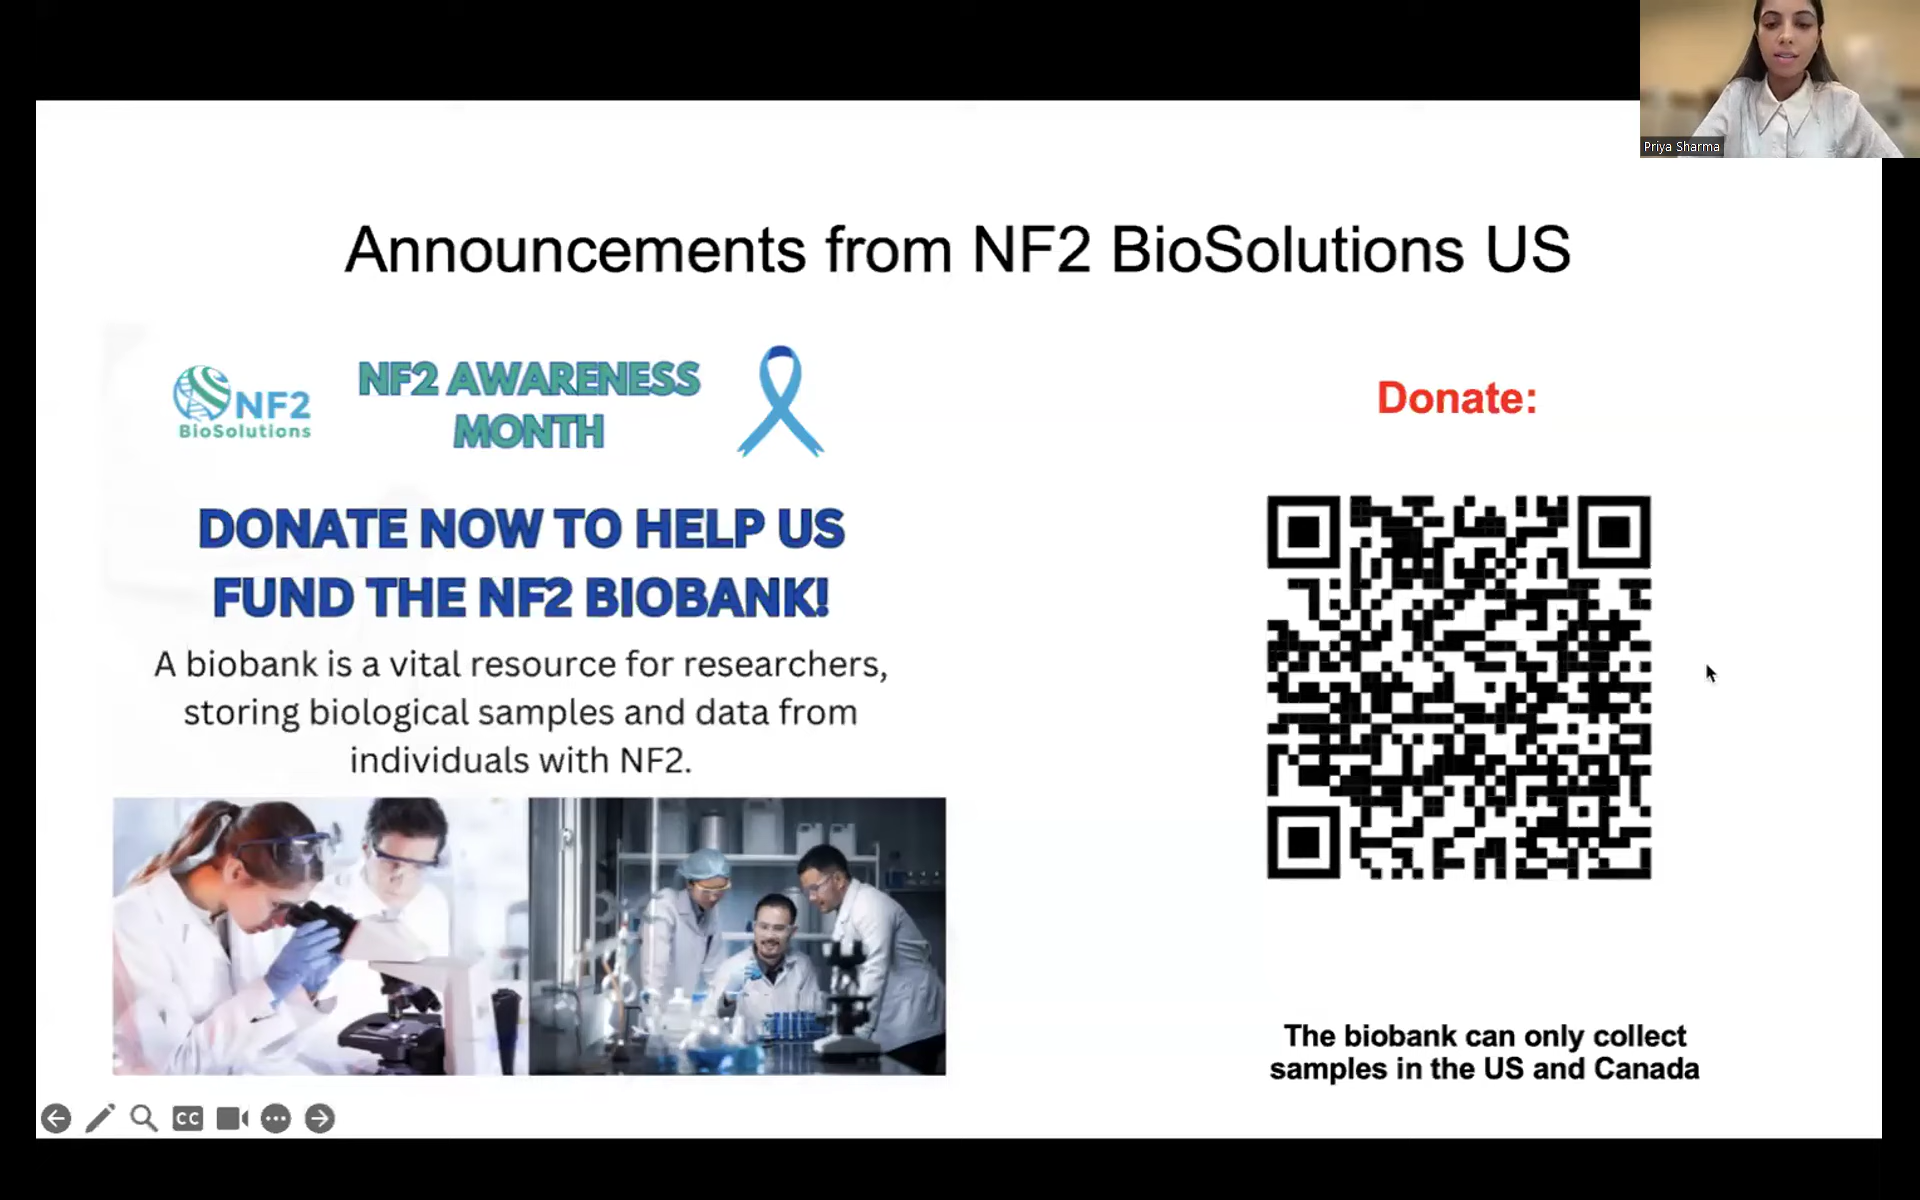 Priya Sharma
Announcements from NF2 BioSolutions US
NF2
BioSolutions
NF2 AWARENESS
MONTH
DONATE NOW TO HELP US
FUND THE NF2 BIOBANK!
A biobank is a vital resource for researchers,
storing biological samples and data from
individuals with NF2.
Donate:
The biobank can only collect
samples in the US and Canada
CC